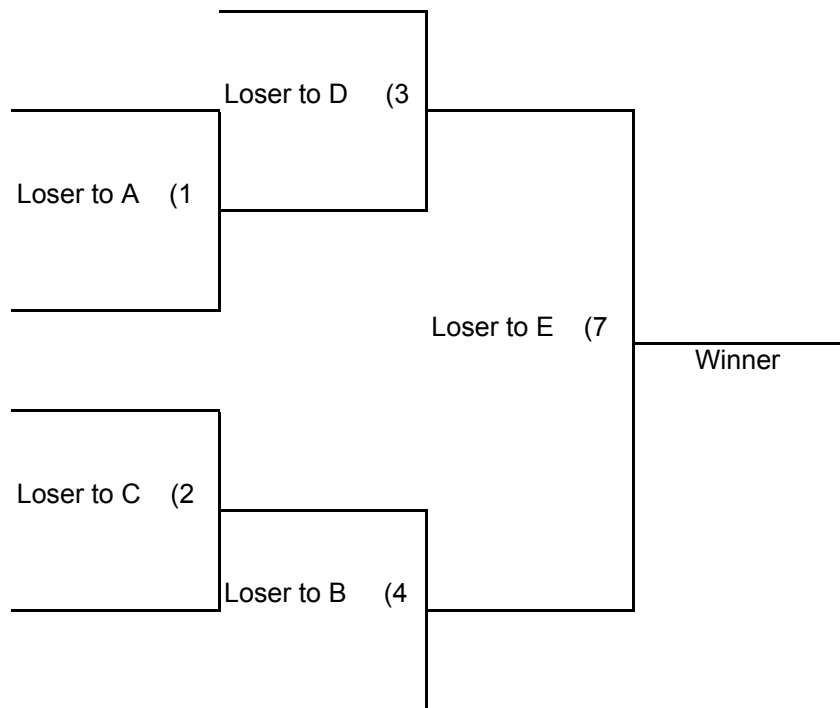 Loser to D (3
Loser to A (1
Loser to E (7
Winner
Loser to C (2
Loser to B (4